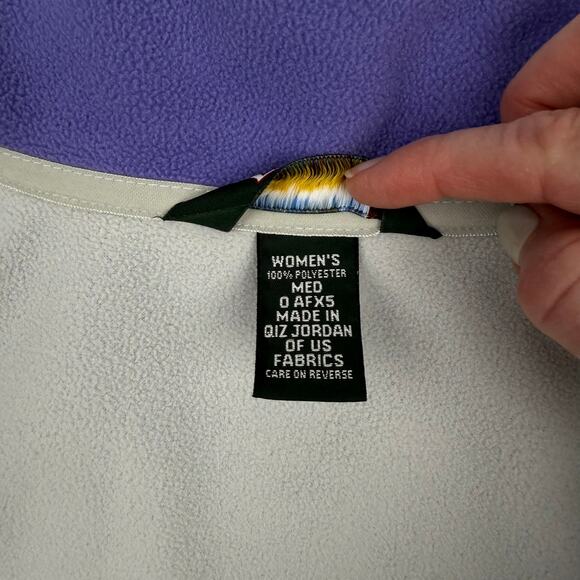 WOMEN'S
100% POLYESTER
MED
0 AFX5
MADE IN
QIZ JORDAN
OF US
FABRICS
CARE ON REVERSE